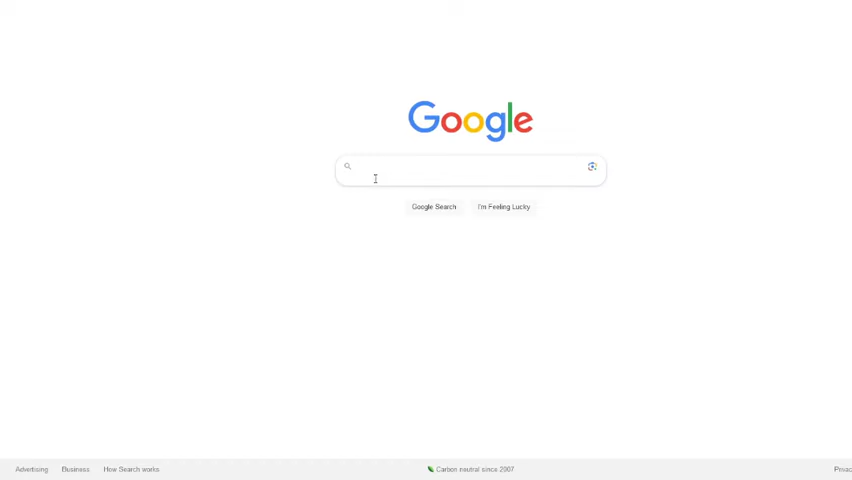 Google
Google Search
I'm Feeling Lucky
Advertising
Business
How Search works
Carbon neutral since 2007